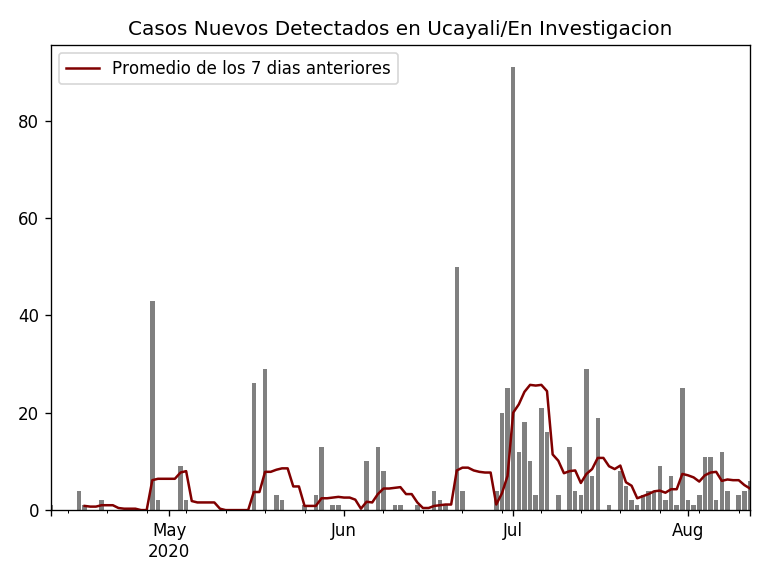 Casos Nuevos Detectados en Ucayali/En Investigacion
Promedio de los 7 dias anteriores
80
60
40
20
0
May
2020
Jun
Jul
Aug